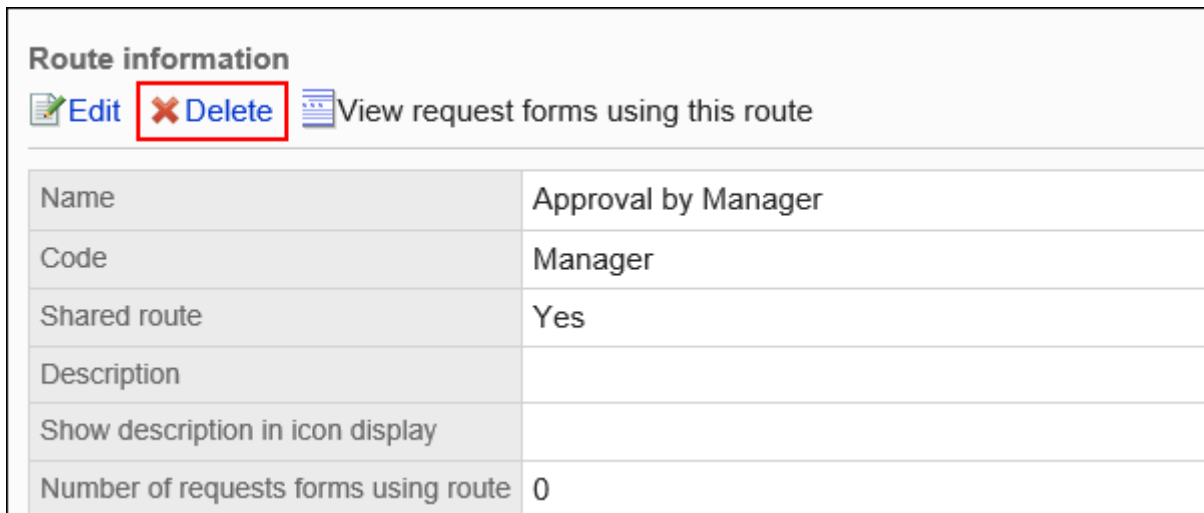 Route information
Edit Delete View request forms using this route
Name Approval by Manager
Code Manager
Shared route Yes
Description
Show description in icon display
Number of requests forms using route 0